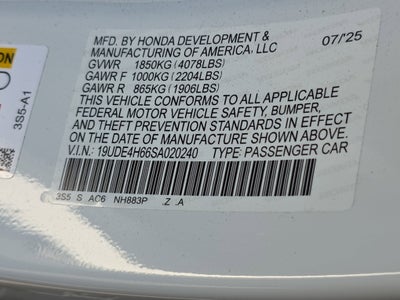 MFD. BY HONDA DEVELOPMENT & 07/'25
MANUFACTURING OF AMERICA, LLC
GVWR 1850KG (4078LBS)
GAWR F 1000KG (2204LBS)
GAWR R 865KG (1906LBS)
THIS VEHICLE CONFORMS TO ALL APPLICABLE
FEDERAL MOTOR VEHICLE SAFETY, BUMPER,
AND THEFT PREVENTION STANDARDS IN EFFECT
ON THE DATE OF MANUFACTURE SHOWN ABOVE.
V.I.N.: 19UDE4H66SA020240 TYPE: PASSENGER CAR
3S5 S AC6 NH883P .Z .A
3S5-A1